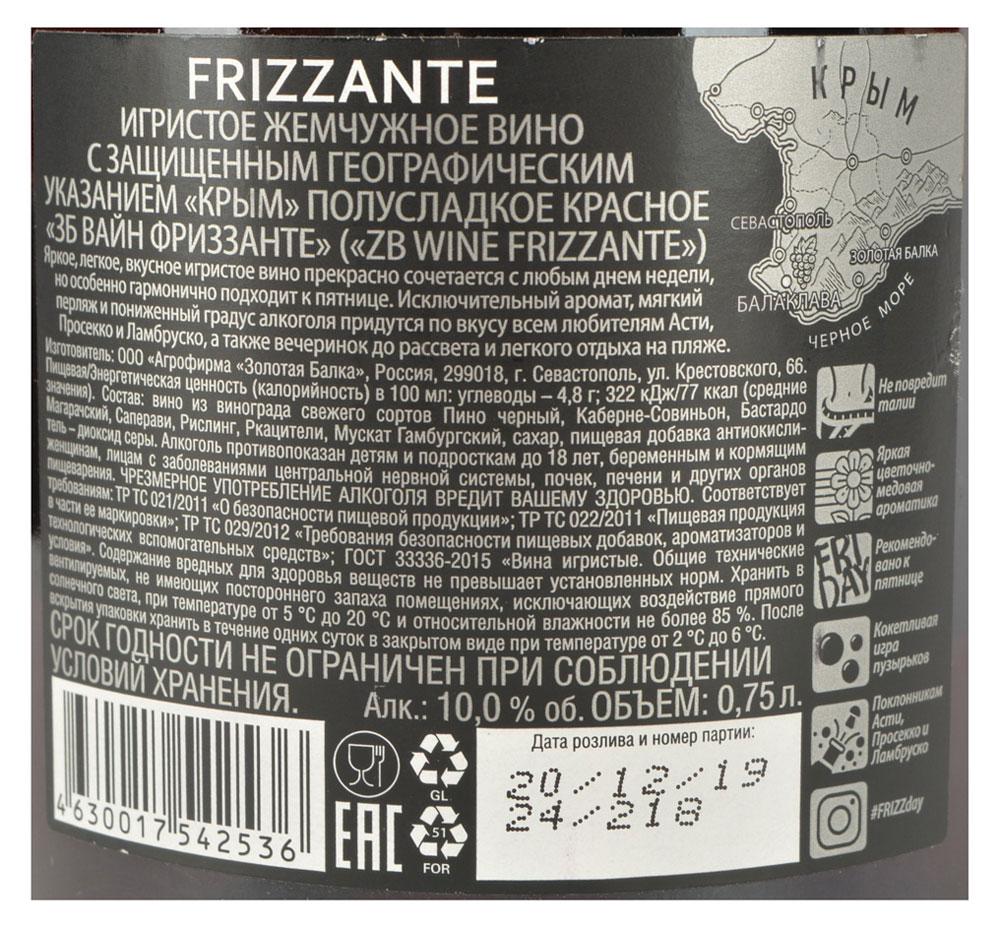 FRIZZANTE
ИГРИСТОЕ ЖЕМЧУЖНОЕ ВИНО
С ЗАЩИЩЕННЫМ ГЕОГРАФИЧЕСКИМ
УКАЗАНИЕМ «КРЫМ» ПОЛУСЛАДКОЕ КРАСНОЕ
«ЗБ ВАЙН ФРИЗЗАНТЕ» («ZB WINE FRIZZANTE»)
Яркое, легкое, вкусное игристое вино прекрасно сочетается с любым днем недели,
но особенно гармонично подходит к пятнице. Исключительный аромат, мягкий
перляж и пониженный градус алкоголя придутся по вкусу всем любителям Асти,
Просекко и Ламбруско, а также вечеринок до рассвета и легкого отдыха на пляже.
Изготовитель: ООО «Агрофирма «Золотая Балка», Россия, 299018, г. Севастополь, ул. Крестовского, 66.
Пищевая/Энергетическая ценность (калорийность) в 100 мл: углеводы – 4,8 г; 322 кДж/77 ккал (средние
значения). Состав: вино из винограда свежего сортов Пино черный, Каберне-Совиньон, Бастардо
Магарачский, Саперави, Рислинг, Ркацители, Мускат Гамбургский, сахар, пищевая добавка антиокисли-
тель – диоксид серы. Алкоголь противопоказан детям и подросткам до 18 лет, беременным и кормящим
женщинам, лицам с заболеваниями центральной нервной системы, почек, печени и других органов
пищеварения. ЧРЕЗМЕРНОЕ УПОТРЕБЛЕНИЕ АЛКОГОЛЯ ВРЕДИТ ВАШЕМУ ЗДОРОВЬЮ. Соответствует
требованиям: ТР ТС 021/2011 «О безопасности пищевой продукции»; ТР ТС 022/2011 «Пищевая продукция
в части ее маркировки»; ТР ТС 029/2012 «Требования безопасности пищевых добавок, ароматизаторов и
технологических вспомогательных средств»; ГОСТ 33336-2015 «Вина игристые. Общие технические
условия». Содержание вредных для здоровья веществ не превышает установленных норм. Хранить в
вентилируемых, не имеющих постороннего запаха помещениях, исключающих воздействие прямого
солнечного света, при температуре от 5 °С до 20 °С и относительной влажности не более 85 %. После
вскрытия упаковки хранить в течение одних суток в закрытом виде при температуре от 2 °С до 6 °С.
СРОК ГОДНОСТИ НЕ ОГРАНИЧЕН ПРИ СОБЛЮДЕНИИ
УСЛОВИЙ ХРАНЕНИЯ.
Алк.: 10,0 % об. ОБЪЕМ: 0,75 л.
4630017542536
EAC
GL
51
FOR
Дата розлива и номер партии:
20/12/19
24/218
КРЫМ
СЕВАСТОПОЛЬ
ЗОЛОТАЯ БАЛКА
БАЛАКЛАВА
ЧЕРНОЕ МОРЕ
Не повредит
талии
Яркая
цветочно-
медовая
ароматика
FRI
DAY
Рекомендо-
вано к
пятнице
Кокетливая
игра
пузырьков
Поклонникам
Асти,
Просекко и
Ламбруско
#FRIZZday